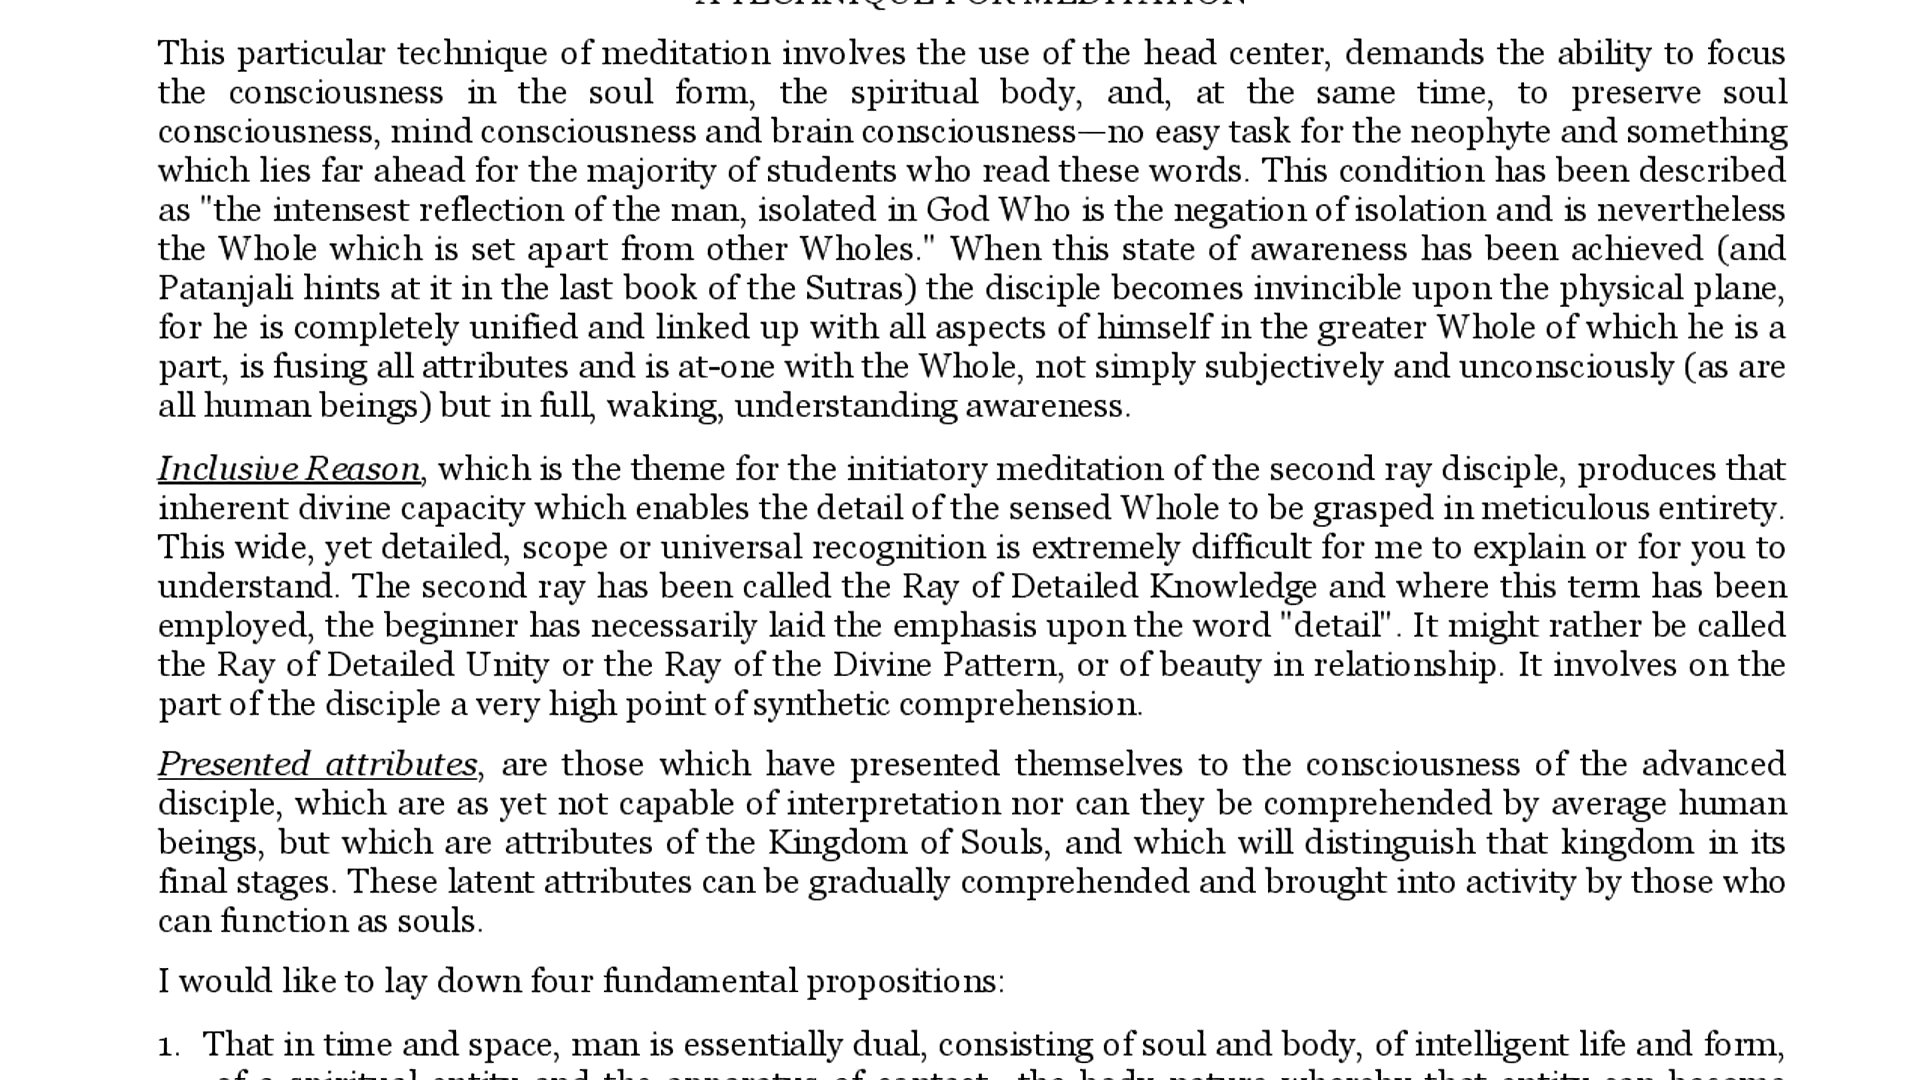 A TECHNIQUE FOR MEDITATION
This particular technique of meditation involves the use of the head center, demands the ability to focus
the consciousness in the soul form, the spiritual body, and, at the same time, to preserve soul
consciousness, mind consciousness and brain consciousness—no easy task for the neophyte and something
which lies far ahead for the majority of students who read these words. This condition has been described
as "the intensest reflection of the man, isolated in God Who is the negation of isolation and is nevertheless
the Whole which is set apart from other Wholes." When this state of awareness has been achieved (and
Patanjali hints at it in the last book of the Sutras) the disciple becomes invincible upon the physical plane,
for he is completely unified and linked up with all aspects of himself in the greater Whole of which he is a
part, is fusing all attributes and is at-one with the Whole, not simply subjectively and unconsciously (as are
all human beings) but in full, waking, understanding awareness.
Inclusive Reason, which is the theme for the initiatory meditation of the second ray disciple, produces that
inherent divine capacity which enables the detail of the sensed Whole to be grasped in meticulous entirety.
This wide, yet detailed, scope or universal recognition is extremely difficult for me to explain or for you to
understand. The second ray has been called the Ray of Detailed Knowledge and where this term has been
employed, the beginner has necessarily laid the emphasis upon the word "detail". It might rather be called
the Ray of Detailed Unity or the Ray of the Divine Pattern, or of beauty in relationship. It involves on the
part of the disciple a very high point of synthetic comprehension.
Presented attributes, are those which have presented themselves to the consciousness of the advanced
disciple, which are as yet not capable of interpretation nor can they be comprehended by average human
beings, but which are attributes of the Kingdom of Souls, and which will distinguish that kingdom in its
final stages. These latent attributes can be gradually comprehended and brought into activity by those who
can function as souls.
I would like to lay down four fundamental propositions:
1. That in time and space, man is essentially dual, consisting of soul and body, of intelligent life and form,
of a spiritual entity and the apparatus of contact—the body nature whereby that entity can become